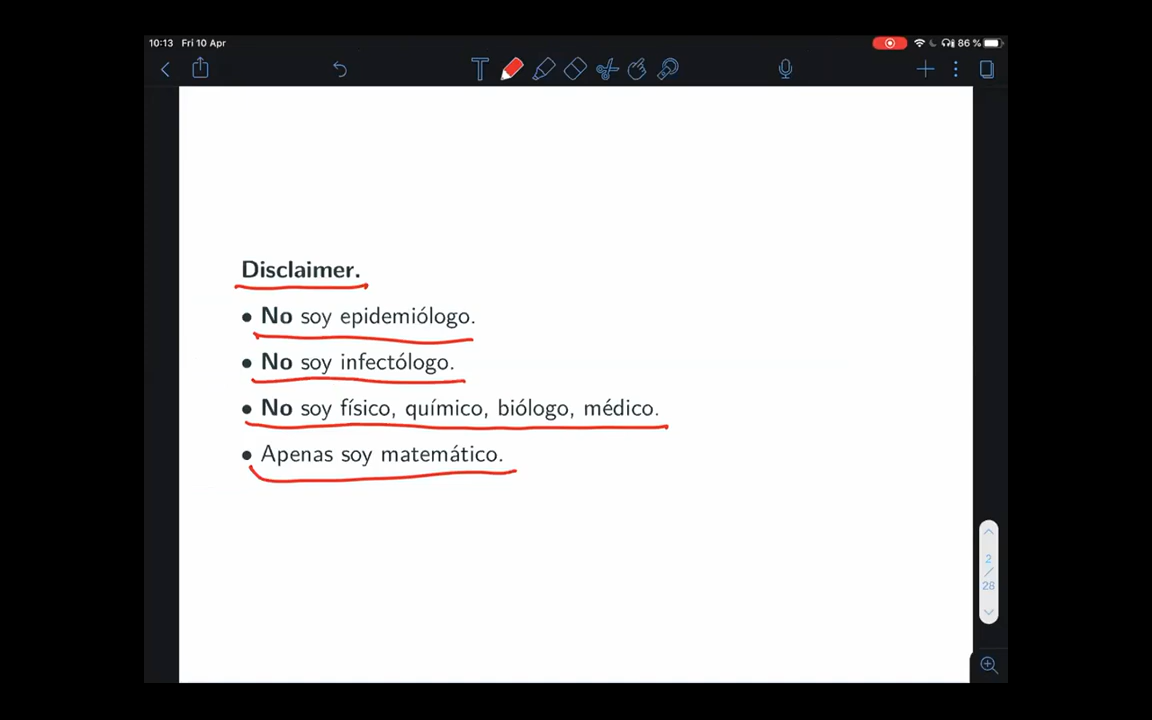 10:13 Fri 10 Apr
86 %
Disclaimer.
• No soy epidemiólogo.
• No soy infectólogo.
• No soy físico, químico, biólogo, médico.
• Apenas soy matemático.
2
/
28